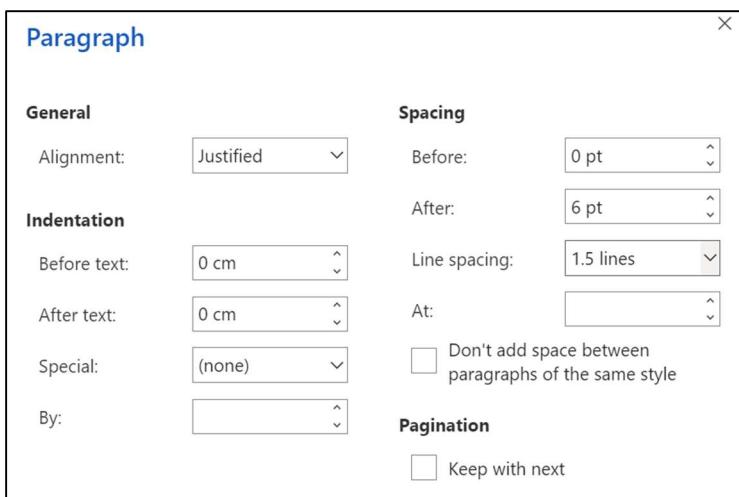 Paragraph
General
Alignment: Justified
Indentation
Before text: 0 cm
After text: 0 cm
Special: (none)
By:
Spacing
Before: 0 pt
After: 6 pt
Line spacing: 1.5 lines
At:
Don't add space between
paragraphs of the same style
Pagination
Keep with next